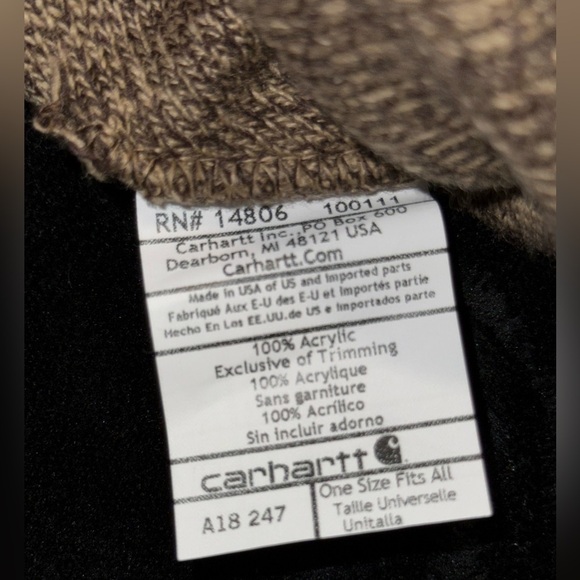 RN# 14806 100111
Carhartt Inc., PO Box 600
Dearborn, MI 48121 USA
Carhartt.Com
Made in USA of US and Imported parts
Fabriqué Aux E-U des E-U et Importés partie
Hecho En Los EE.UU.de US e Importados parte
100% Acrylic
Exclusive of Trimming
100% Acrylique
Sans garniture
100% Acrílico
Sin incluir adorno
carhartt
A18 247
One Size Fits All
Taille Universelle
Unitalla